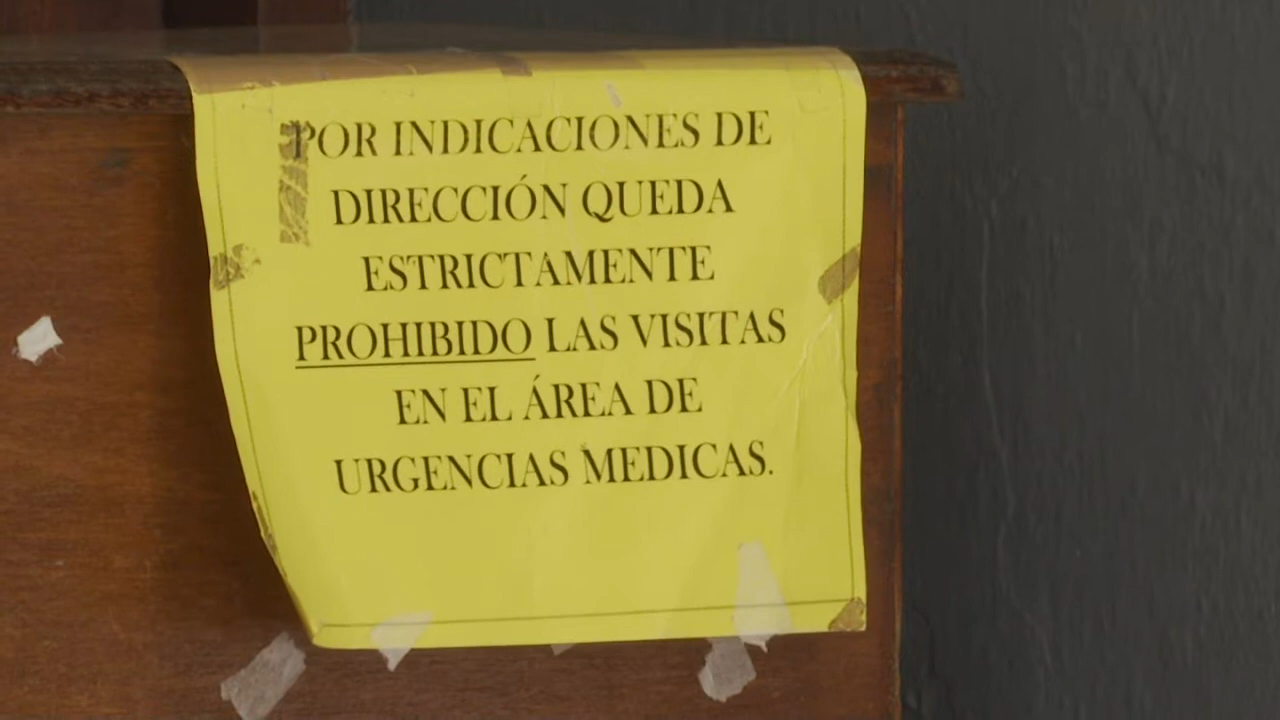 POR INDICACIONES DE
DIRECCIÓN QUEDA
ESTRICTAMENTE
PROHIBIDO LAS VISITAS
EN EL ÁREA DE
URGENCIAS MEDICAS.